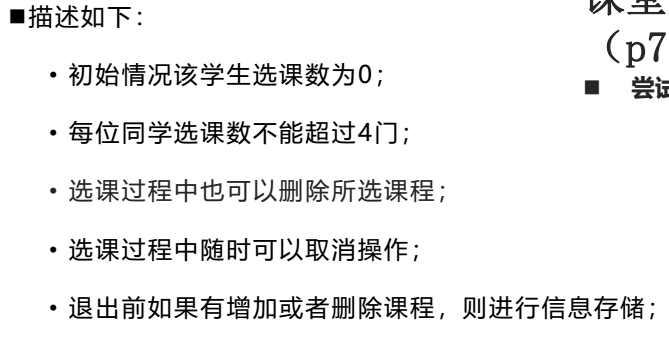 ■描述如下：
• 初始情况该学生选课数为0；
• 每位同学选课数不能超过4门；
• 选课过程中也可以删除所选课程；
• 选课过程中随时可以取消操作；
• 退出前如果有增加或者删除课程，则进行信息存储；
课堂
（p7
■ 尝试